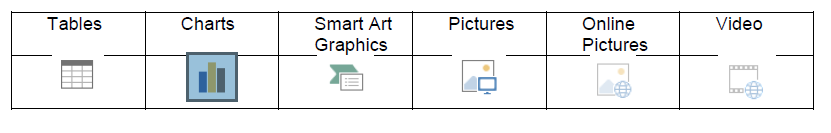 Tables Charts Smart Art Pictures Online Video
Graphics Pictures